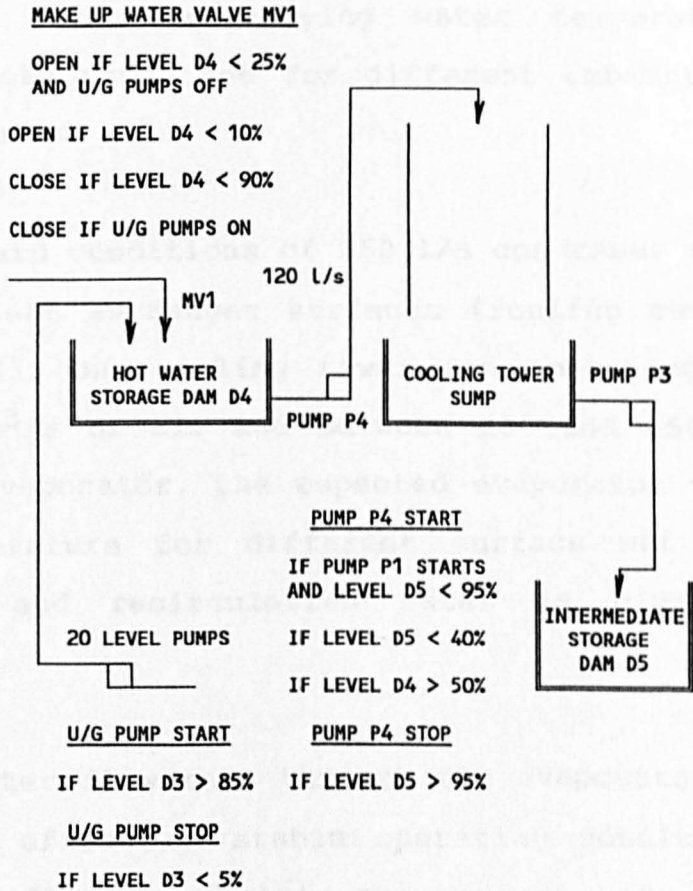 MAKE UP WATER VALVE MV1
OPEN IF LEVEL D4 < 25%
AND U/G PUMPS OFF
OPEN IF LEVEL D4 < 10%
CLOSE IF LEVEL D4 < 90%
CLOSE IF U/G PUMPS ON
120 l/s
MV1
HOT WATER
STORAGE DAM D4
PUMP P4
COOLING TOWER
SUMP
PUMP P3
PUMP P4 START
IF PUMP P1 STARTS
AND LEVEL D5 < 95%
IF LEVEL D5 < 40%
IF LEVEL D4 > 50%
INTERMEDIATE
STORAGE
DAM D5
20 LEVEL PUMPS
U/G PUMP START
IF LEVEL D3 > 85%
U/G PUMP STOP
IF LEVEL D3 < 5%
PUMP P4 STOP
IF LEVEL D5 > 95%